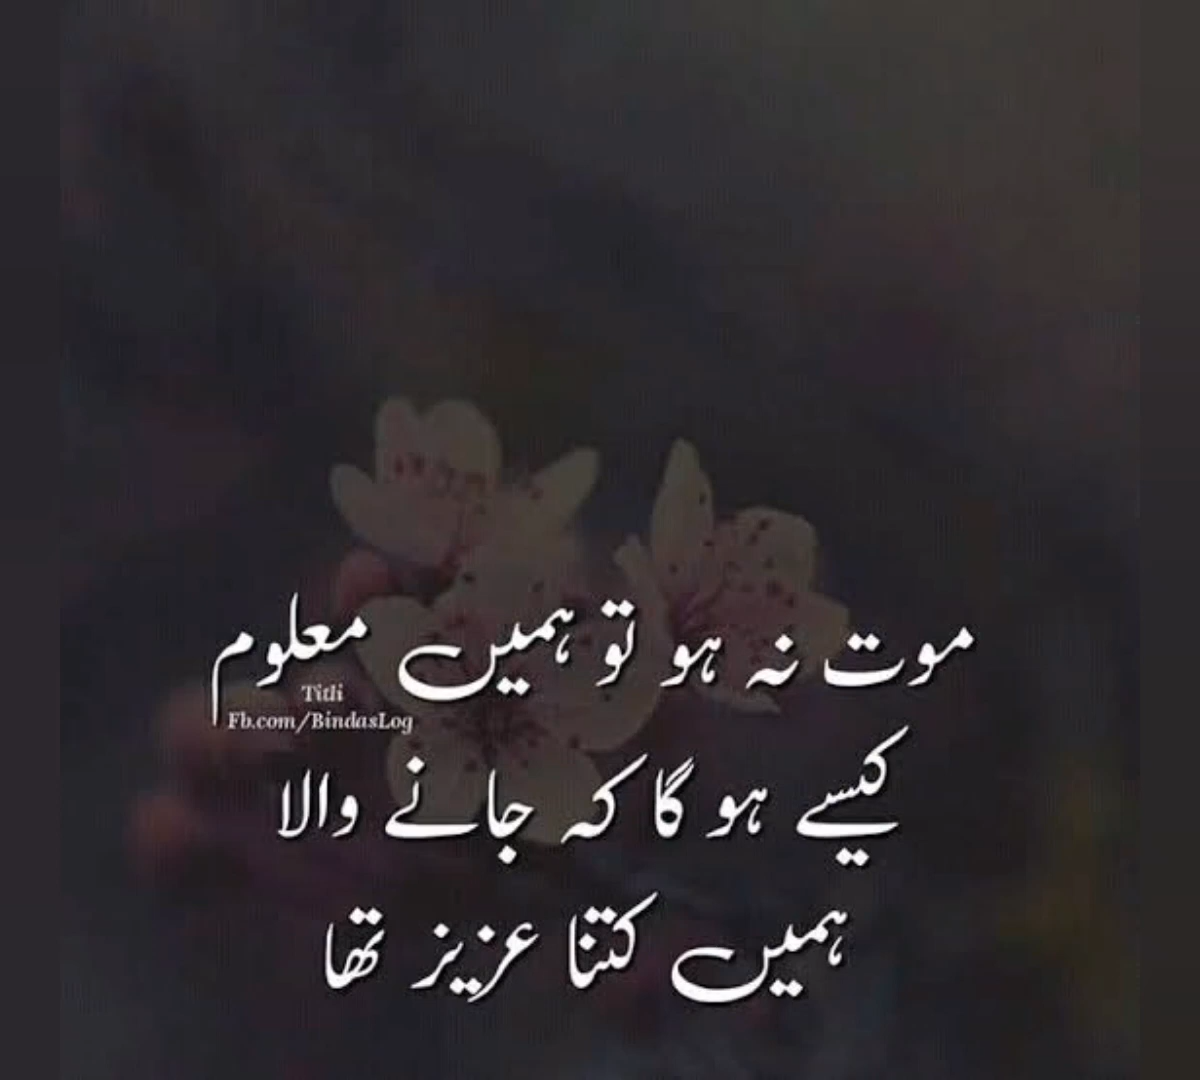 موت نہ ہو تو ہمیں معلوم
Titli
Fb.com/BindasLog
کیسے ہو گا کہ جانے والا
ہمیں کتنا عزیز تھا